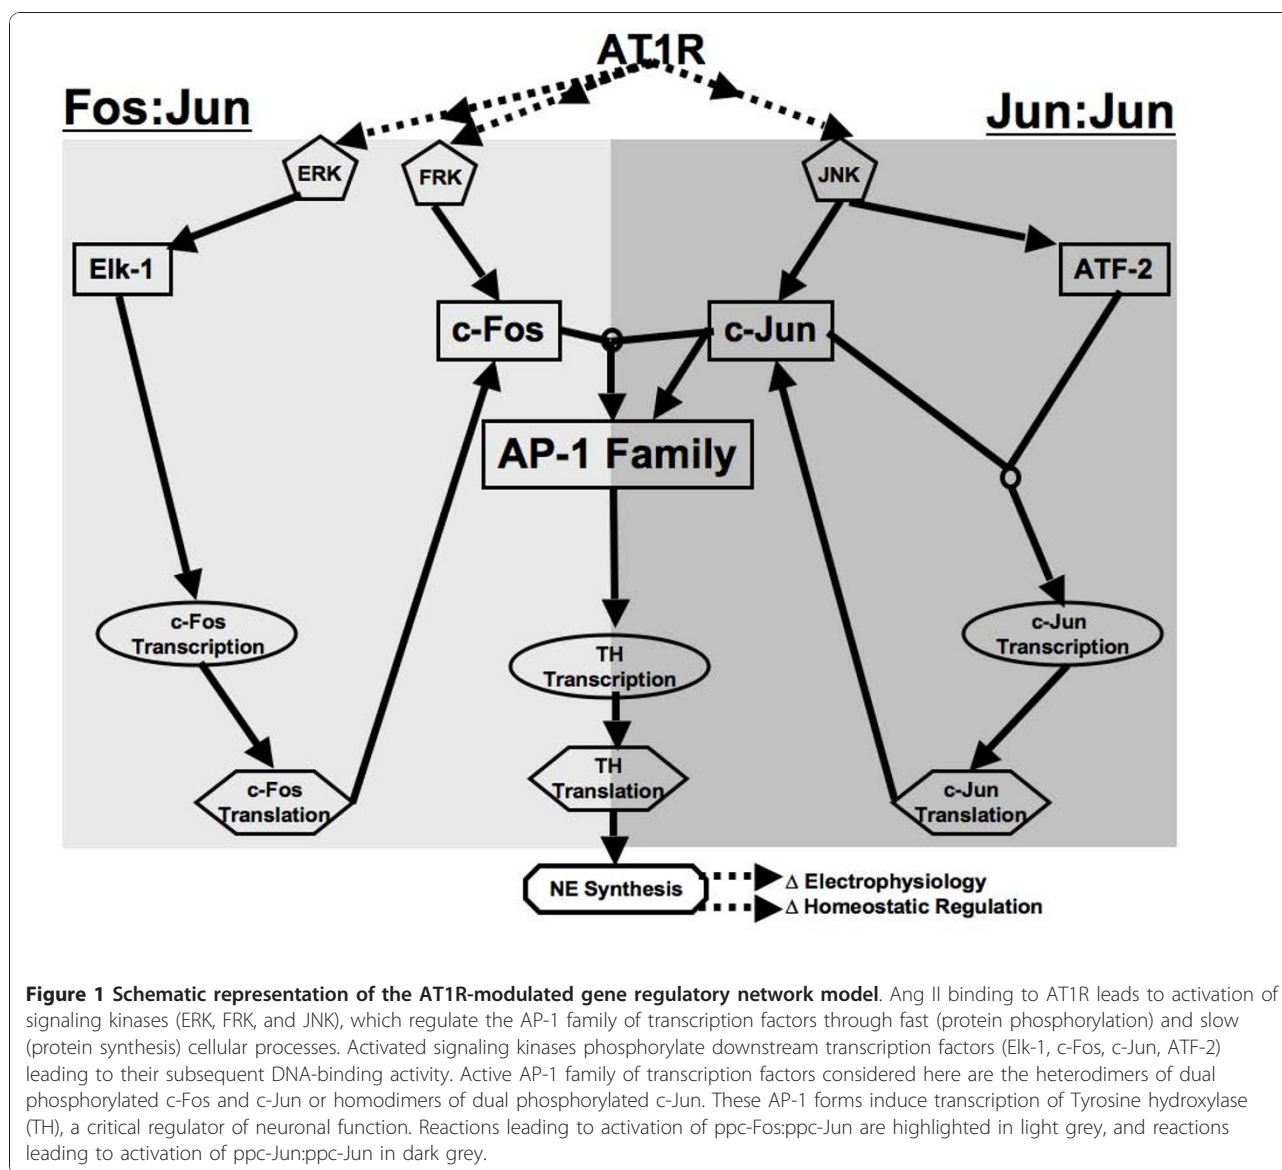 AT1R
Fos:Jun
Jun:Jun
ERK
FRK
JNK
Elk-1
ATF-2
c-Fos
c-Jun
AP-1 Family
c-Fos
Transcription
TH
Transcription
c-Jun
Transcription
c-Fos
Translation
TH
Translation
c-Jun
Translation
NE Synthesis
Δ Electrophysiology
Δ Homeostatic Regulation
Figure 1 Schematic representation of the AT1R-modulated gene regulatory network model. Ang II binding to AT1R leads to activation of
signaling kinases (ERK, FRK, and JNK), which regulate the AP-1 family of transcription factors through fast (protein phosphorylation) and slow
(protein synthesis) cellular processes. Activated signaling kinases phosphorylate downstream transcription factors (Elk-1, c-Fos, c-Jun, ATF-2)
leading to their subsequent DNA-binding activity. Active AP-1 family of transcription factors considered here are the heterodimers of dual
phosphorylated c-Fos and c-Jun or homodimers of dual phosphorylated c-Jun. These AP-1 forms induce transcription of Tyrosine hydroxylase
(TH), a critical regulator of neuronal function. Reactions leading to activation of ppc-Fos:ppc-Jun are highlighted in light grey, and reactions
leading to activation of ppc-Jun:ppc-Jun in dark grey.